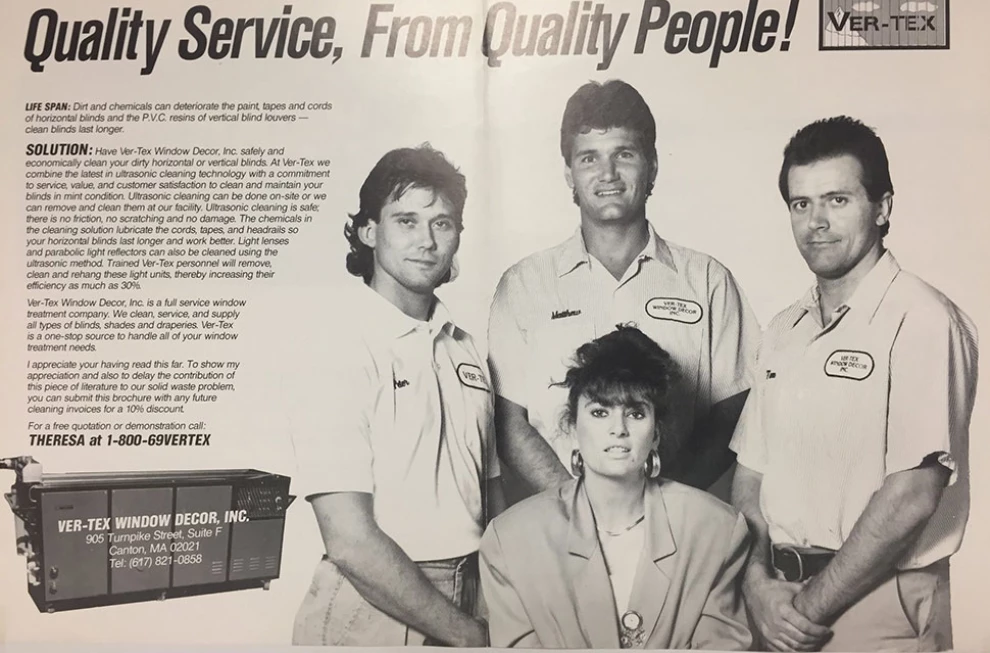 Quality Service, From Quality People!
VER-TEX
LIFE SPAN: Dirt and chemicals can deteriorate the paint, tapes and cords
of horizontal blinds and the P.V.C. resins of vertical blind louvers —
clean blinds last longer.
SOLUTION: Have Ver-Tex Window Decor, Inc. safely and
economically clean your dirty horizontal or vertical blinds. At Ver-Tex we
combine the latest in ultrasonic cleaning technology with a commitment
to service, value, and customer satisfaction to clean and maintain your
blinds in mint condition. Ultrasonic cleaning can be done on-site or we
can remove and clean them at our facility. Ultrasonic cleaning is safe;
there is no friction, no scratching and no damage. The chemicals in
the cleaning solution lubricate the cords, tapes, and headrails so
your horizontal blinds last longer and work better. Light lenses
and parabolic light reflectors can also be cleaned using the
ultrasonic method. Trained Ver-Tex personnel will remove,
clean and rehang these light units, thereby increasing their
efficiency as much as 30%.
Ver-Tex Window Decor, Inc. is a full service window
treatment company. We clean, service, and supply
all types of blinds, shades and draperies. Ver-Tex
is a one-stop source to handle all of your window
treatment needs.
I appreciate your having read this far. To show my
appreciation and also to delay the contribution of
this piece of literature to our solid waste problem,
you can submit this brochure with any future
cleaning invoices for a 10% discount.
For a free quotation or demonstration call:
THERESA at 1-800-69VERTEX
VER-TEX WINDOW DECOR, INC.
905 Turnpike Street, Suite F
Canton, MA 02021
Tel: (617) 821-0858
VER-TEX
WINDOW DECOR
INC.
VER-T
VER-TEX
WINDOW DECOR
INC.